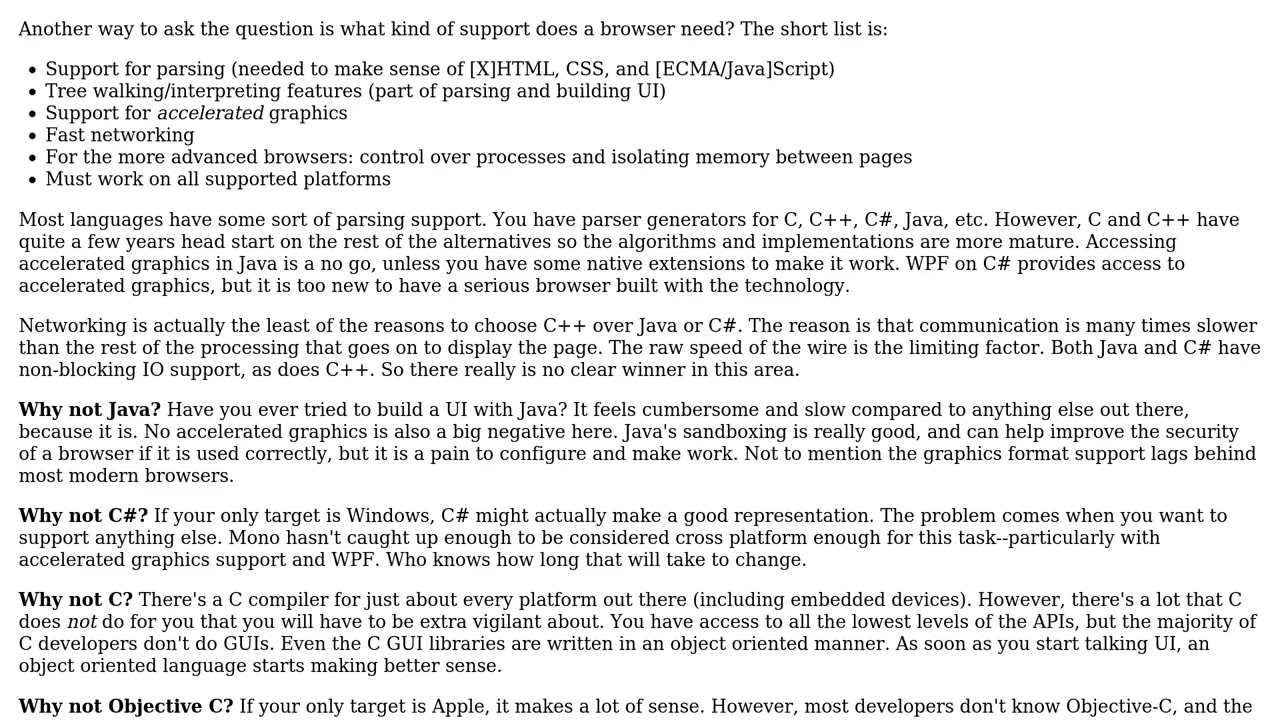 Another way to ask the question is what kind of support does a browser need? The short list is:
• Support for parsing (needed to make sense of [X]HTML, CSS, and [ECMA/Java]Script)
• Tree walking/interpreting features (part of parsing and building UI)
• Support for accelerated graphics
• Fast networking
• For the more advanced browsers: control over processes and isolating memory between pages
• Must work on all supported platforms
Most languages have some sort of parsing support. You have parser generators for C, C++, C#, Java, etc. However, C and C++ have
quite a few years head start on the rest of the alternatives so the algorithms and implementations are more mature. Accessing
accelerated graphics in Java is a no go, unless you have some native extensions to make it work. WPF on C# provides access to
accelerated graphics, but it is too new to have a serious browser built with the technology.
Networking is actually the least of the reasons to choose C++ over Java or C#. The reason is that communication is many times slower
than the rest of the processing that goes on to display the page. The raw speed of the wire is the limiting factor. Both Java and C# have
non-blocking IO support, as does C++. So there really is no clear winner in this area.
Why not Java? Have you ever tried to build a UI with Java? It feels cumbersome and slow compared to anything else out there,
because it is. No accelerated graphics is also a big negative here. Java's sandboxing is really good, and can help improve the security
of a browser if it is used correctly, but it is a pain to configure and make work. Not to mention the graphics format support lags behind
most modern browsers.
Why not C#? If your only target is Windows, C# might actually make a good representation. The problem comes when you want to
support anything else. Mono hasn't caught up enough to be considered cross platform enough for this task--particularly with
accelerated graphics support and WPF. Who knows how long that will take to change.
Why not C? There's a C compiler for just about every platform out there (including embedded devices). However, there's a lot that C
does not do for you that you will have to be extra vigilant about. You have access to all the lowest levels of the APIs, but the majority of
C developers don't do GUIs. Even the C GUI libraries are written in an object oriented manner. As soon as you start talking UI, an
object oriented language starts making better sense.
Why not Objective C? If your only target is Apple, it makes a lot of sense. However, most developers don't know Objective-C, and the